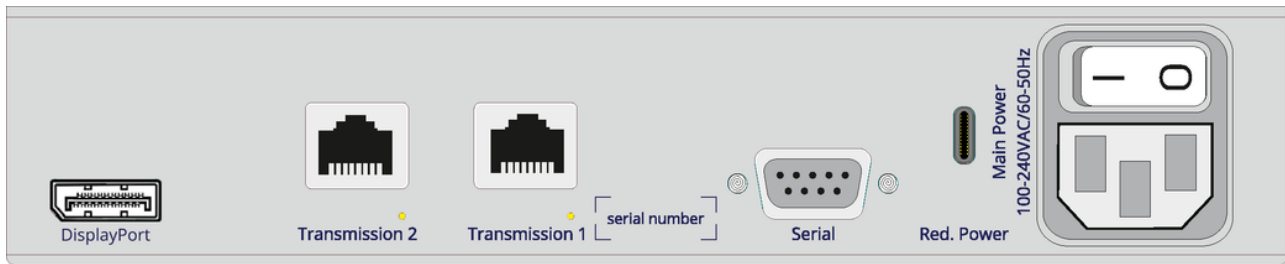 DisplayPort
Transmission 2
Transmission 1
serial number
Serial
Red. Power
Main Power
100-240VAC/60-50Hz